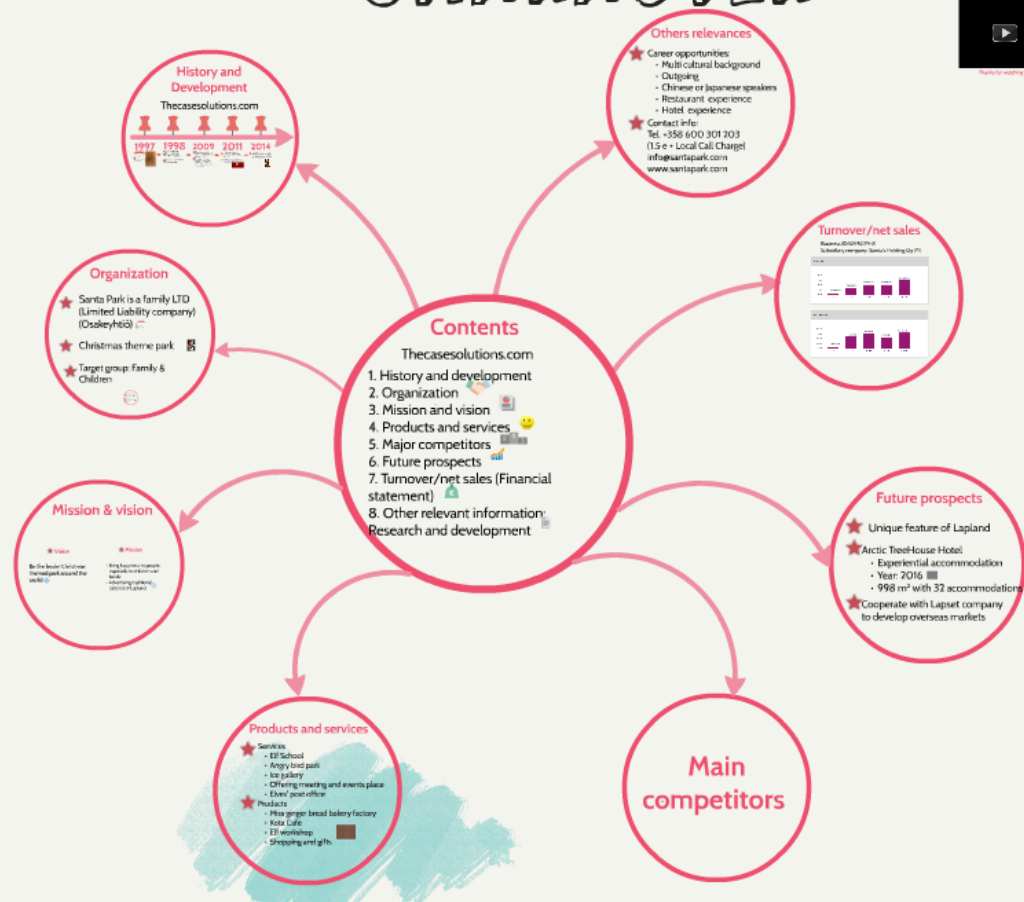 Thanks for watching
History and
Development
Thecasesolutions.com
1997 1998 2009 2011 2014
Others relevances
Career opportunities:
- Multi cultural background
- Outgoing
- Chinese or Japanese speakers
- Restaurant experience
- Hotel experience
Contact info:
Tel. +358 600 301 203
(1.5 e + Local Call Charge)
info@santapark.com
www.santapark.com
Organization
Santa Park is a family LTD
(Limited Liability company)
(Osakeyhtiö)
Christmas theme park
Target group: Family &
Children
Turnover/net sales
Contents
Thecasesolutions.com
1. History and development
2. Organization
3. Mission and vision
4. Products and services
5. Major competitors
6. Future prospects
7. Turnover/net sales (Financial
statement)
8. Other relevant information:
Research and development
Mission & vision
Vision
Mission
Future prospects
Unique feature of Lapland
Arctic TreeHouse Hotel
• Experiential accommodation
• Year: 2016
• 998 m² with 32 accommodations
Cooperate with Lapset company
to develop overseas markets
Products and services
Services
• Elf School
• Angry bird park
• Ice gallery
• Offering meeting and events place
• Elves' post office
Products
• Mrs ginger bread bakery factory
• Kota Cafe
• Elf workshop
• Shopping and gifts
Main
competitors